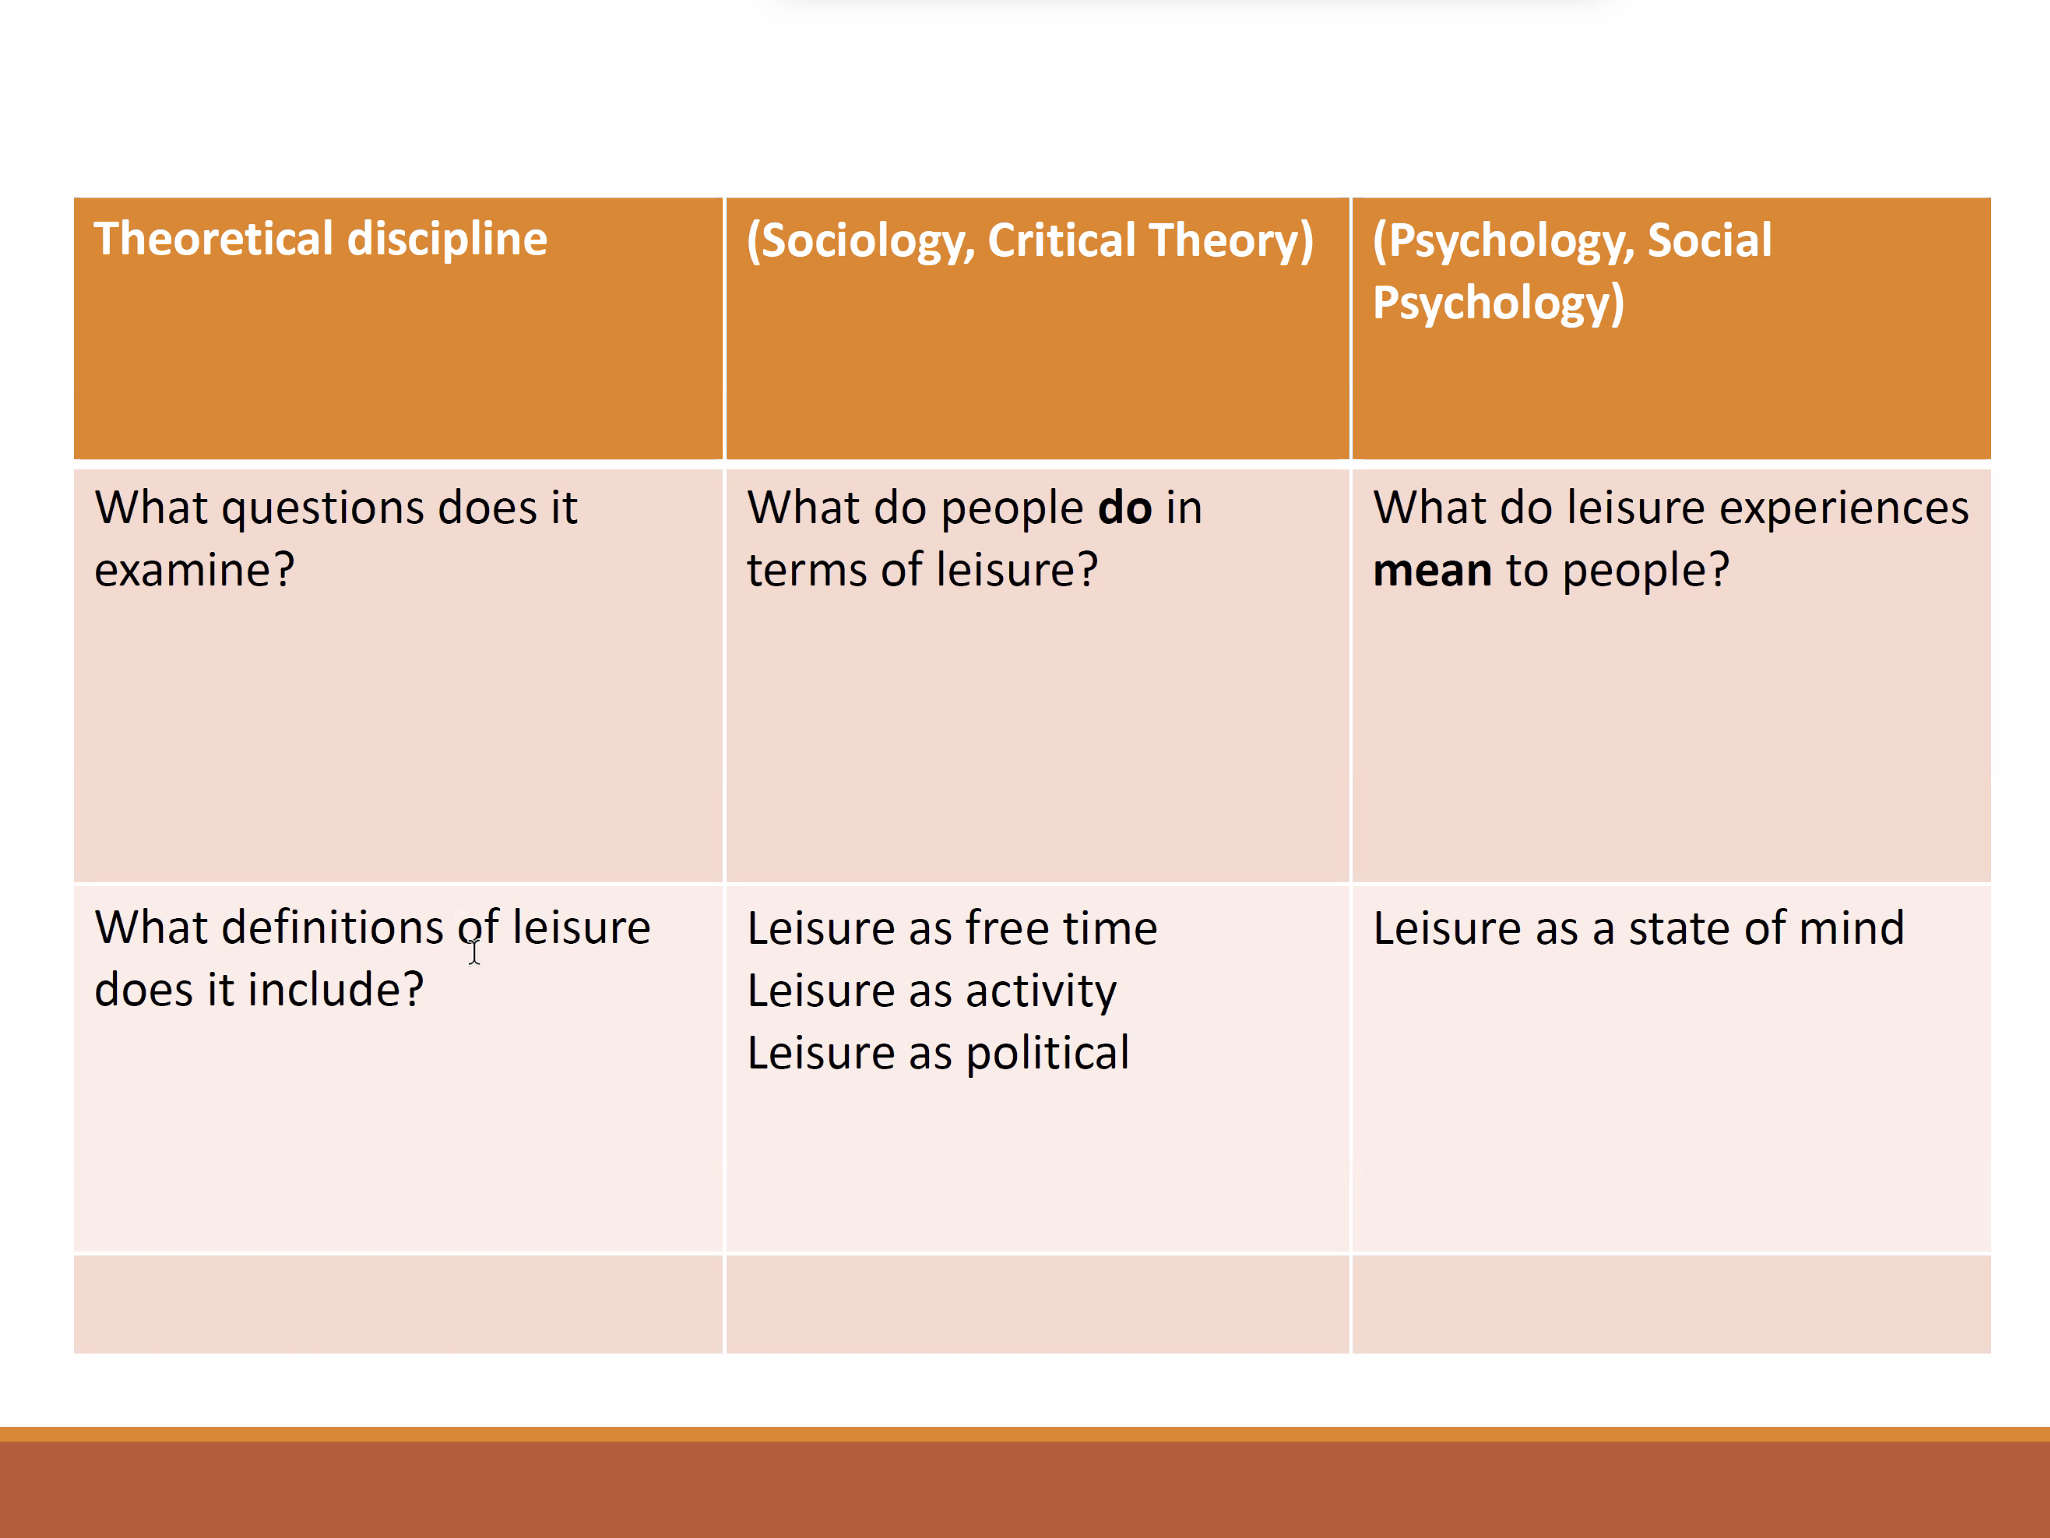 Theoretical discipline
(Sociology, Critical Theory)
(Psychology, Social
Psychology)
What questions does it
examine?
What do people do in
terms of leisure?
What do leisure experiences
mean to people?
What definitions of leisure
does it include?
Leisure as free time
Leisure as activity
Leisure as political
Leisure as a state of mind